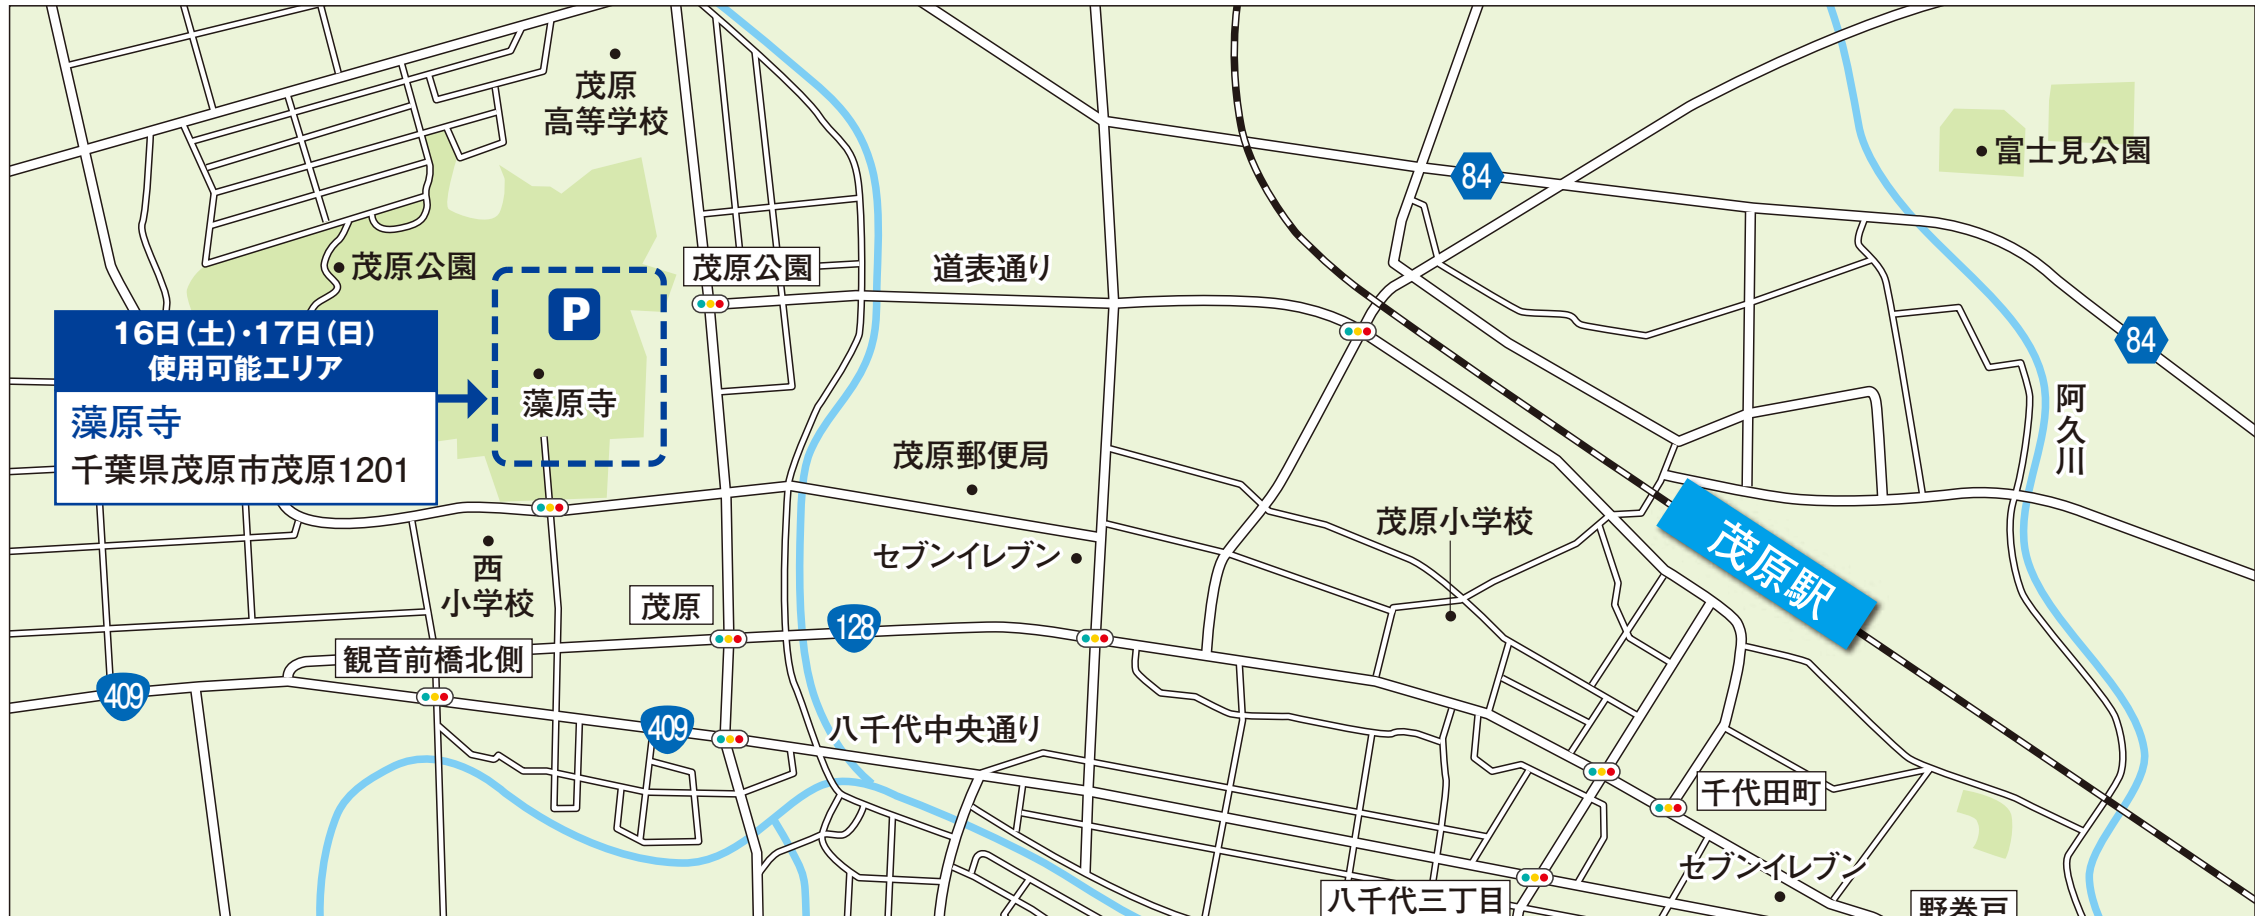 茂原
高等学校
84
富士見公園
茂原公園
茂原公園
道表通り
P
16日(土)・17日(日)
使用可能エリア
藻原寺
千葉県茂原市茂原1201
藻原寺
84
阿久川
茂原郵便局
茂原小学校
セブンイレブン
茂原駅
西
小学校
茂原
128
観音前橋北側
409
409
八千代中央通り
千代田町
セブンイレブン
八千代三丁目
野巻戸